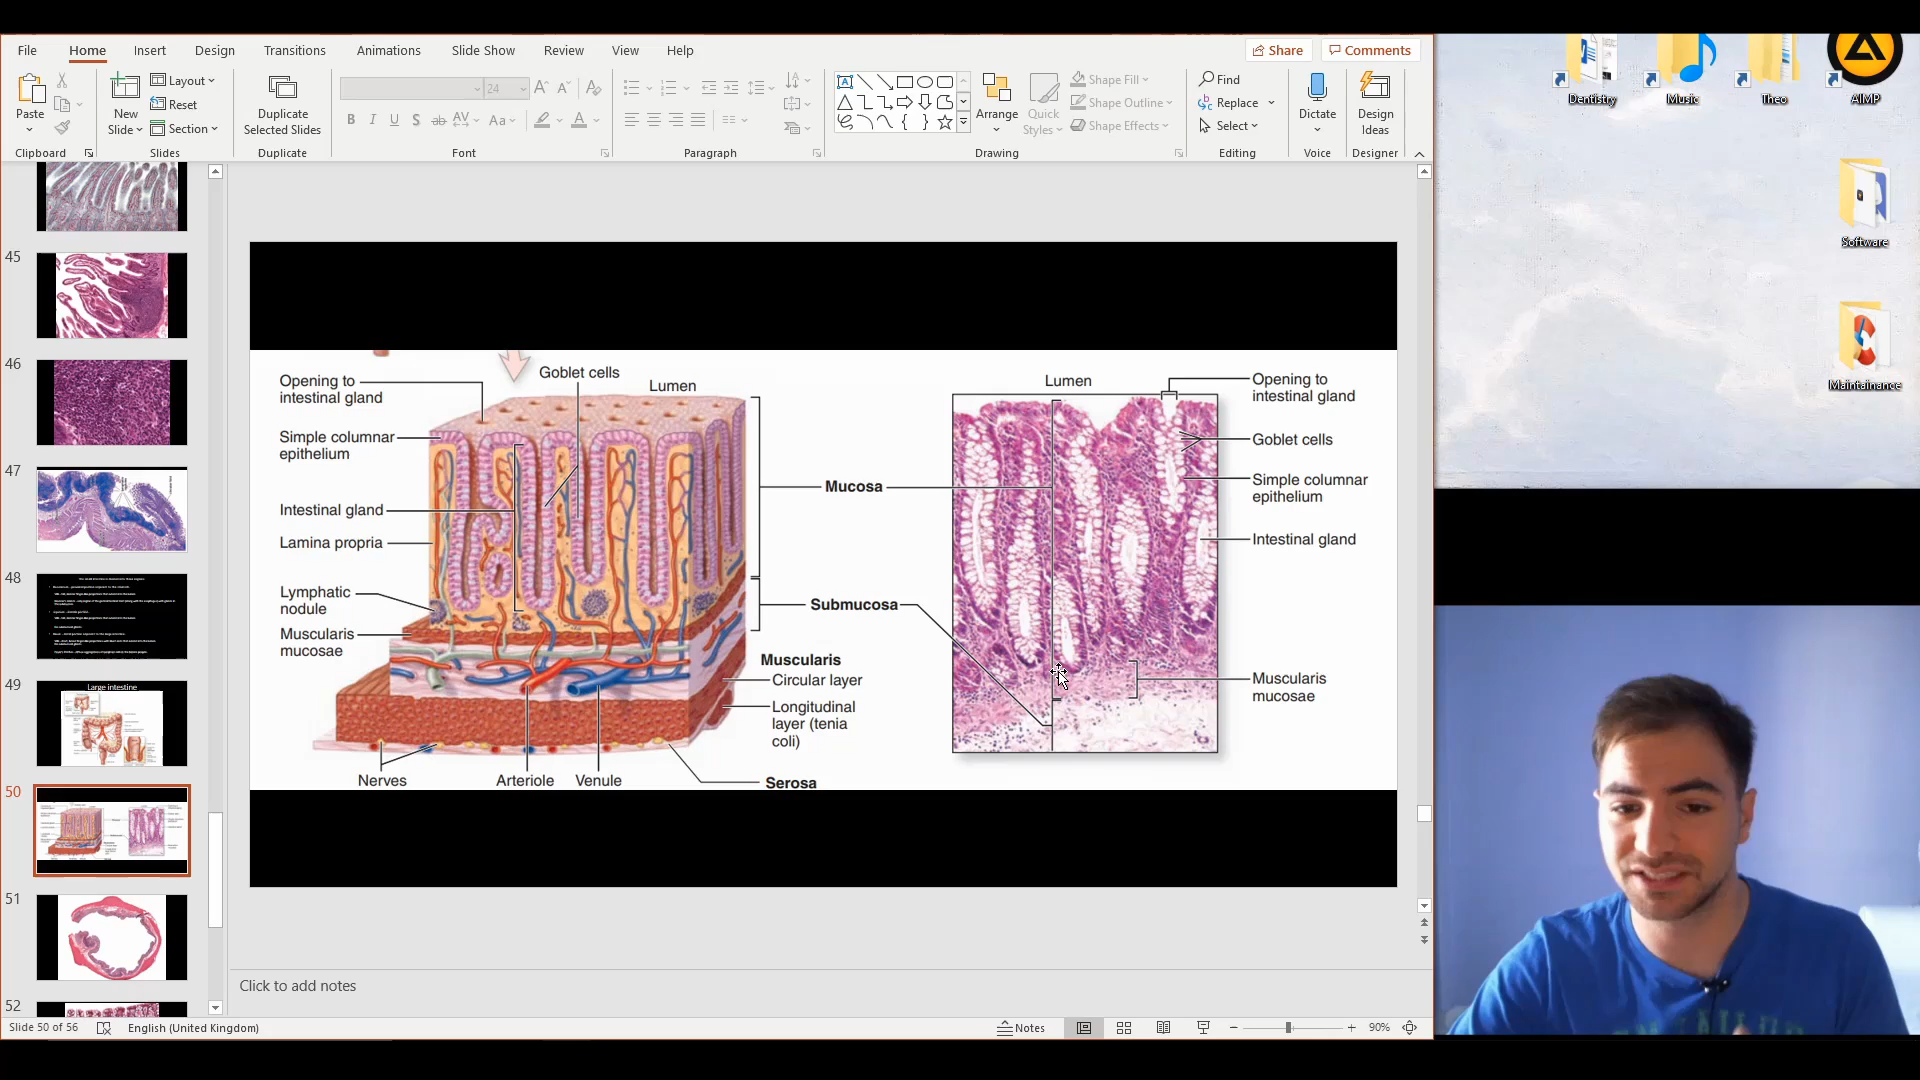 File Home Insert Design Transitions Animations Slide Show Review View Help Share Comments
Paste
Clipboard
New
Slide
Layout
Reset
Section
Slides
Duplicate
Selected Slides
Duplicate
24
Font
Paragraph
Arrange
Quick
Styles
Shape Fill
Shape Outline
Shape Effects
Drawing
Find
Replace
Select
Editing
Dictate
Voice
Design
Ideas
Designer
Dentistry
Music
Theo
AIMP
Software
Maintainance
45
46
47
48
49
Large intestine
50
51
52
Opening to
intestinal gland
Goblet cells
Lumen
Simple columnar
epithelium
Intestinal gland
Lamina propria
Lymphatic
nodule
Muscularis
mucosae
Nerves
Arteriole
Venule
Mucosa
Submucosa
Muscularis
Circular layer
Longitudinal
layer (tenia
coli)
Serosa
Lumen
Opening to
intestinal gland
Goblet cells
Simple columnar
epithelium
Intestinal gland
Muscularis
mucosae
Click to add notes
Slide 50 of 56 English (United Kingdom) Notes 90%